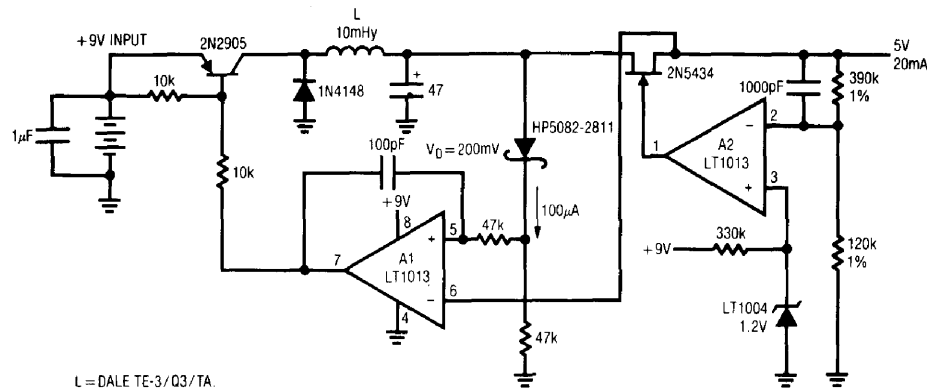 L
10mHy
+9V INPUT
2N2905
10k
1N4148
+
47
2N5434
5V
20mA
1000pF
390k
1%
1µF
HP5082-2811
V_D = 200mV
100pF
10k
100µA
1
2
−
A2
LT1013
3
+
+9V
8
5
+
47k
330k
+9V
120k
1%
7
A1
LT1013
6
−
4
47k
LT1004
1.2V
L = DALE TE-3/Q3/TA.